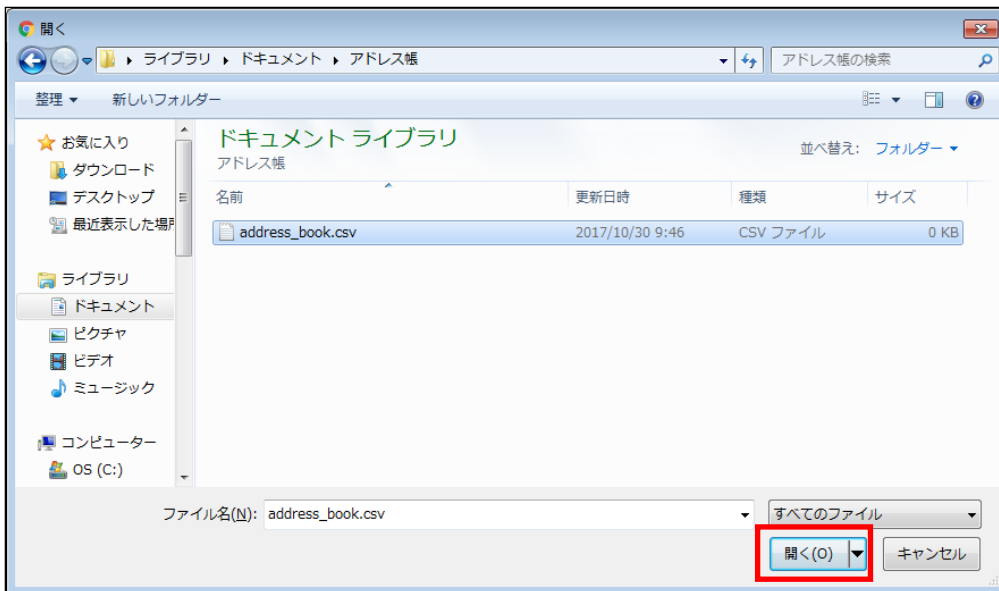 開く
ライブラリ ドキュメント アドレス帳 アドレス帳の検索
整理 新しいフォルダー
お気に入り
ダウンロード
デスクトップ
最近表示した場所
ライブラリ
ドキュメント
ピクチャ
ビデオ
ミュージック
コンピューター
OS (C:)
ドキュメント ライブラリ
アドレス帳
並べ替え: フォルダー
名前 更新日時 種類 サイズ
address_book.csv 2017/10/30 9:46 CSV ファイル 0 KB
ファイル名(N): address_book.csv すべてのファイル
開く(O) キャンセル